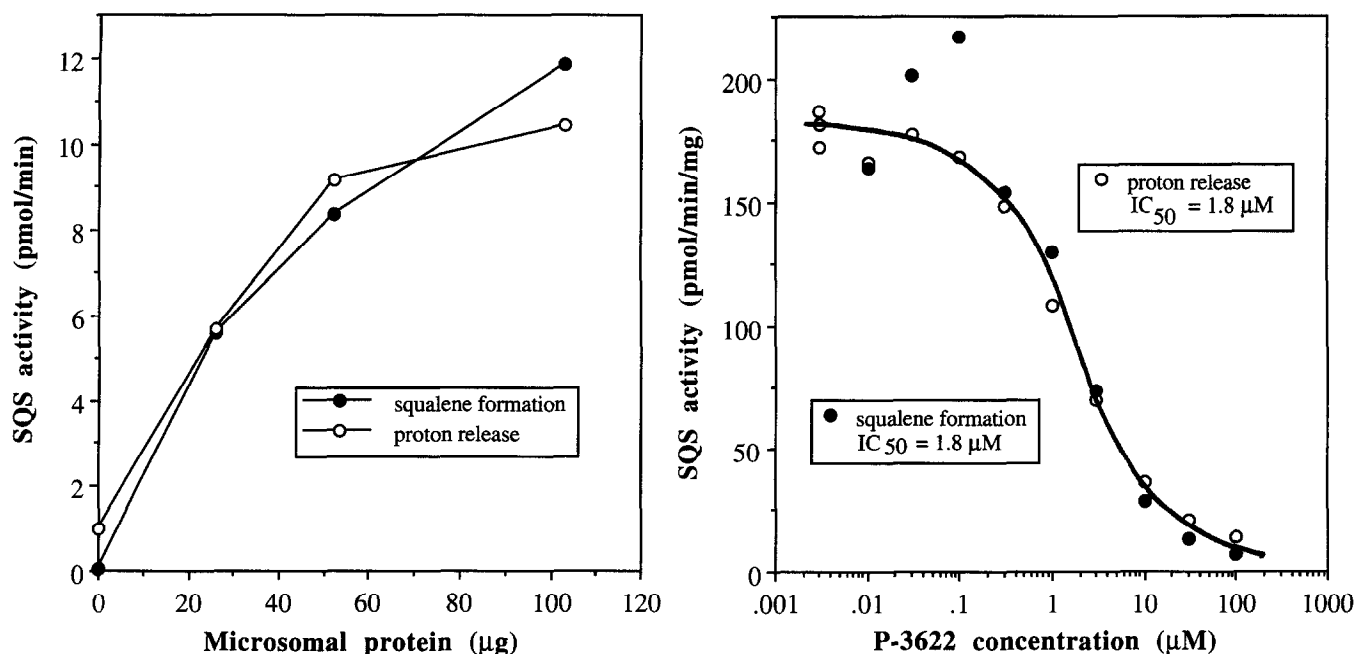 SQS activity (pmol/min)
12
10
8
6
4
2
0
squalene formation
proton release
0 20 40 60 80 100 120
Microsomal protein (µg)
SQS activity (pmol/min/mg)
200
150
100
50
0
proton release
IC50 = 1.8 µM
squalene formation
IC50 = 1.8 µM
.001 .01 .1 1 10 100 1000
P-3622 concentration (µM)